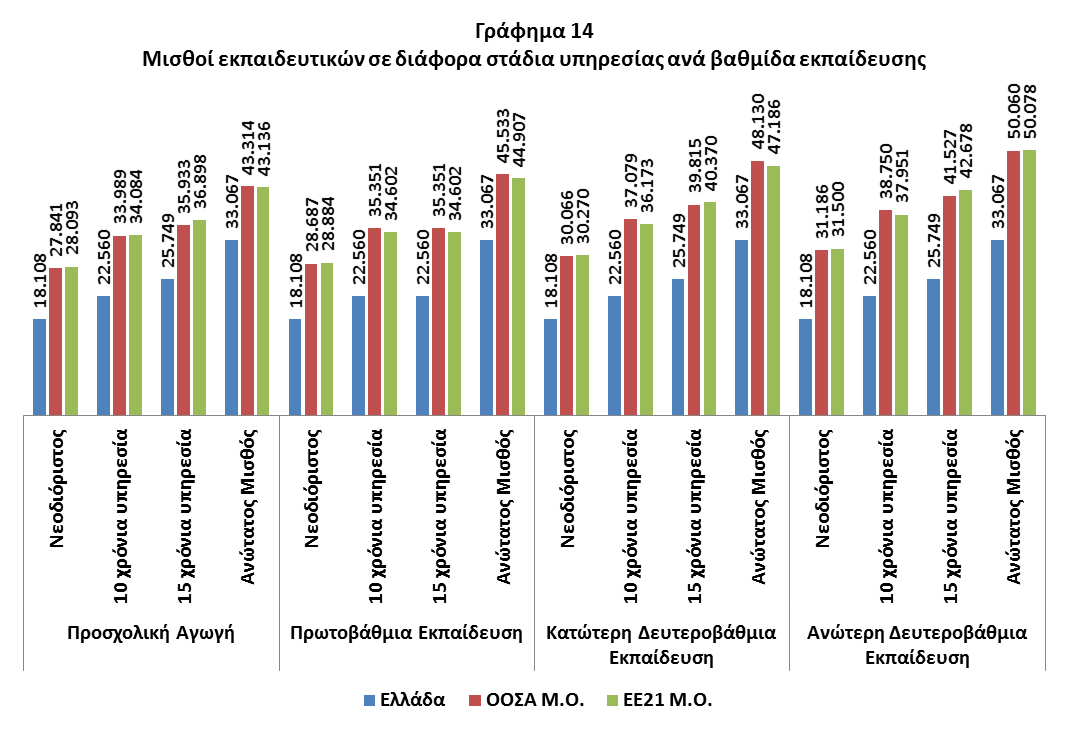 Γράφημα 14
Μισθοί εκπαιδευτικών σε διάφορα στάδια υπηρεσίας ανά βαθμίδα εκπαίδευσης
18.108
27.841
28.093
22.560
33.989
34.084
25.749
35.933
36.898
33.067
43.314
43.136
18.108
28.687
28.884
22.560
35.351
34.602
22.560
35.351
34.602
33.067
45.533
44.907
18.108
30.066
30.270
22.560
37.079
36.173
25.749
39.815
40.370
33.067
48.130
47.186
18.108
31.186
31.500
22.560
38.750
37.951
25.749
41.527
42.678
33.067
50.060
50.078
Νεοδιόριστος
10 χρόνια υπηρεσία
15 χρόνια υπηρεσία
Ανώτατος Μισθός
Νεοδιόριστος
10 χρόνια υπηρεσία
15 χρόνια υπηρεσία
Ανώτατος Μισθός
Νεοδιόριστος
10 χρόνια υπηρεσία
15 χρόνια υπηρεσία
Ανώτατος Μισθός
Νεοδιόριστος
10 χρόνια υπηρεσία
15 χρόνια υπηρεσία
Ανώτατος Μισθός
Προσχολική Αγωγή
Πρωτοβάθμια Εκπαίδευση
Κατώτερη Δευτεροβάθμια
Εκπαίδευση
Ανώτερη Δευτεροβάθμια
Εκπαίδευση
Ελλάδα
ΟΟΣΑ Μ.Ο.
ΕΕ21 Μ.Ο.